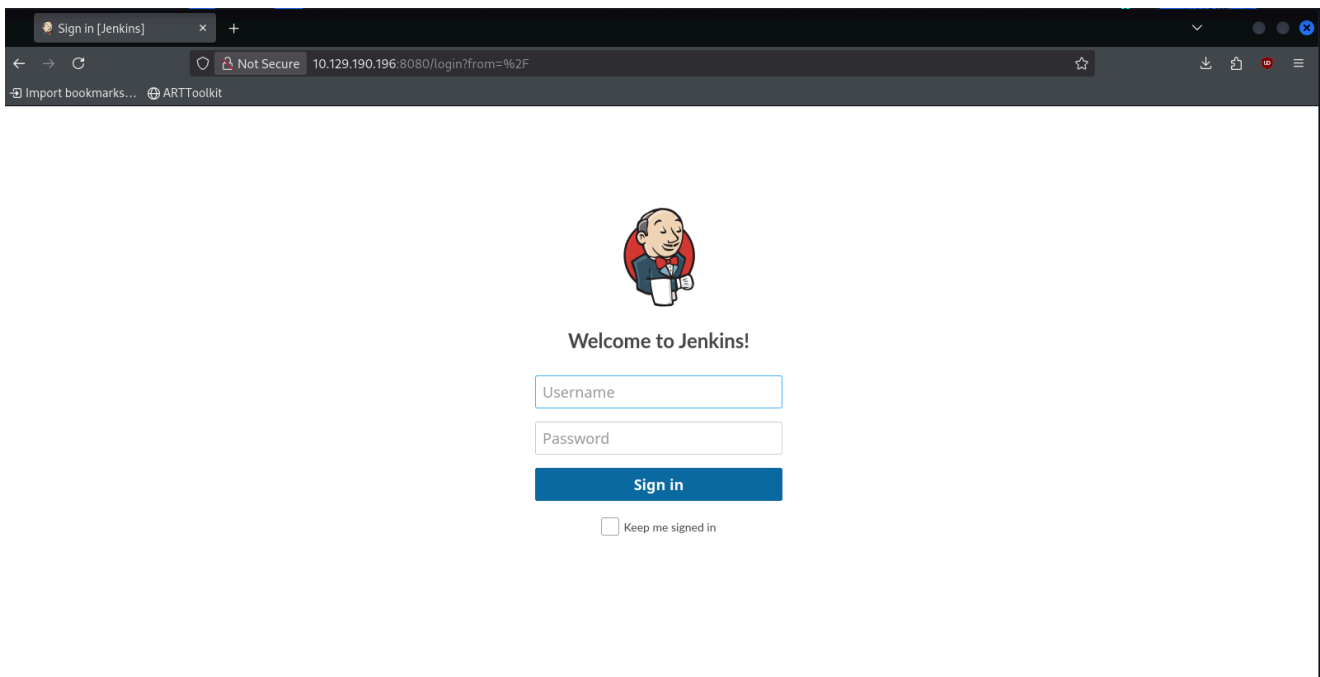 Sign in [Jenkins]
Not Secure 10.129.190.196:8080/login?from=%2F
Import bookmarks... ARTToolkit
Welcome to Jenkins!
Username
Password
Sign in
Keep me signed in